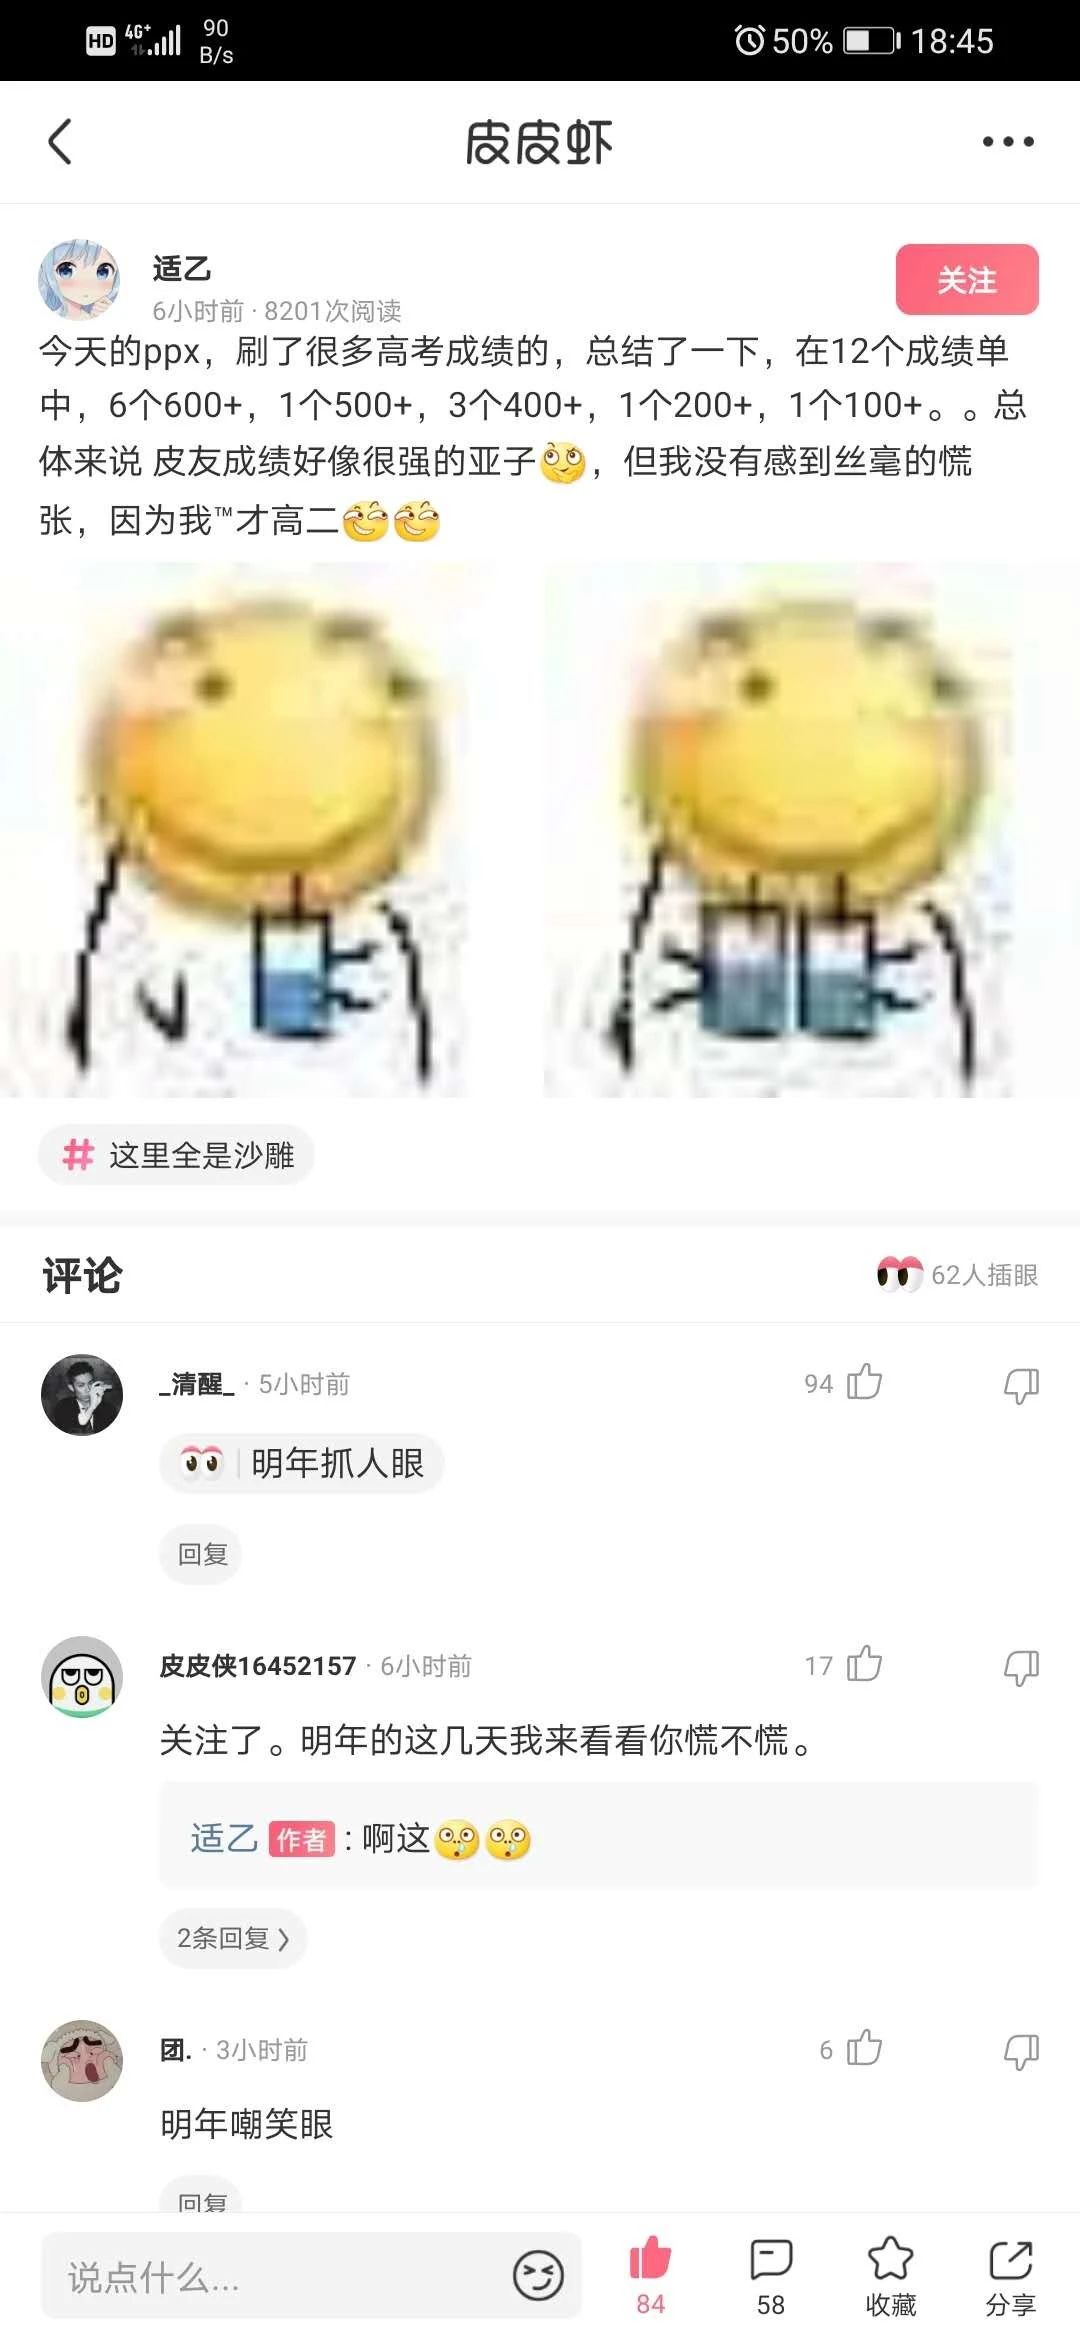 HD 4G+ 90 B/s 50% 18:45
皮皮虾
适乙
关注
6小时前 · 8201次阅读
今天的ppx，刷了很多高考成绩的，总结了一下，在12个成绩单
中，6个600+，1个500+，3个400+，1个200+，1个100+。。总
体来说 皮友成绩好像很强的亚子🤔，但我没有感到丝毫的慌
张，因为我™才高二
# 这里全是沙雕
评论
62人插眼
_清醒_ · 5小时前 94
明年抓人眼
回复
皮皮侠16452157 · 6小时前 17
关注了。明年的这几天我来看看你慌不慌。
适乙 作者 : 啊这
2条回复 >
团. · 3小时前 6
明年嘲笑眼
回复
说点什么...
84 58 收藏 分享